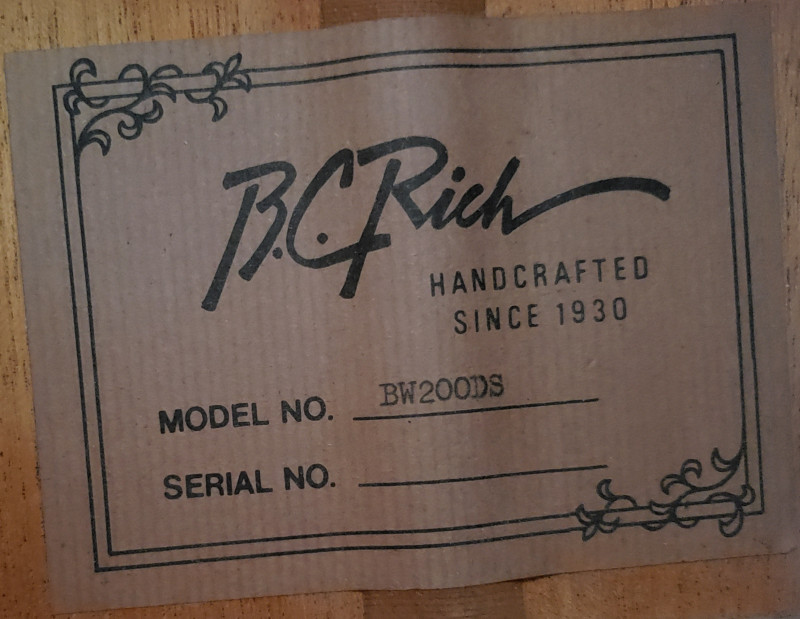 B.C. Rich
HANDCRAFTED
SINCE 1930
MODEL NO. BW200DS
SERIAL NO.